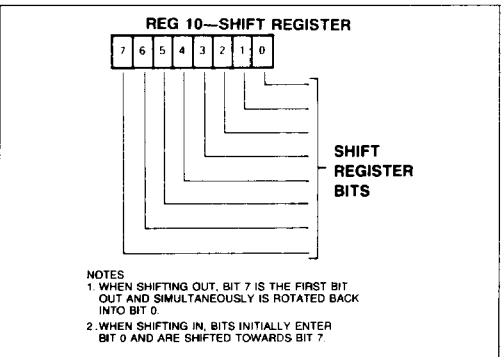 REG 10—SHIFT REGISTER
7 6 5 4 3 2 1 0
SHIFT
REGISTER
BITS
NOTES
1. WHEN SHIFTING OUT, BIT 7 IS THE FIRST BIT
OUT AND SIMULTANEOUSLY IS ROTATED BACK
INTO BIT 0.
2. WHEN SHIFTING IN, BITS INITIALLY ENTER
BIT 0 AND ARE SHIFTED TOWARDS BIT 7.